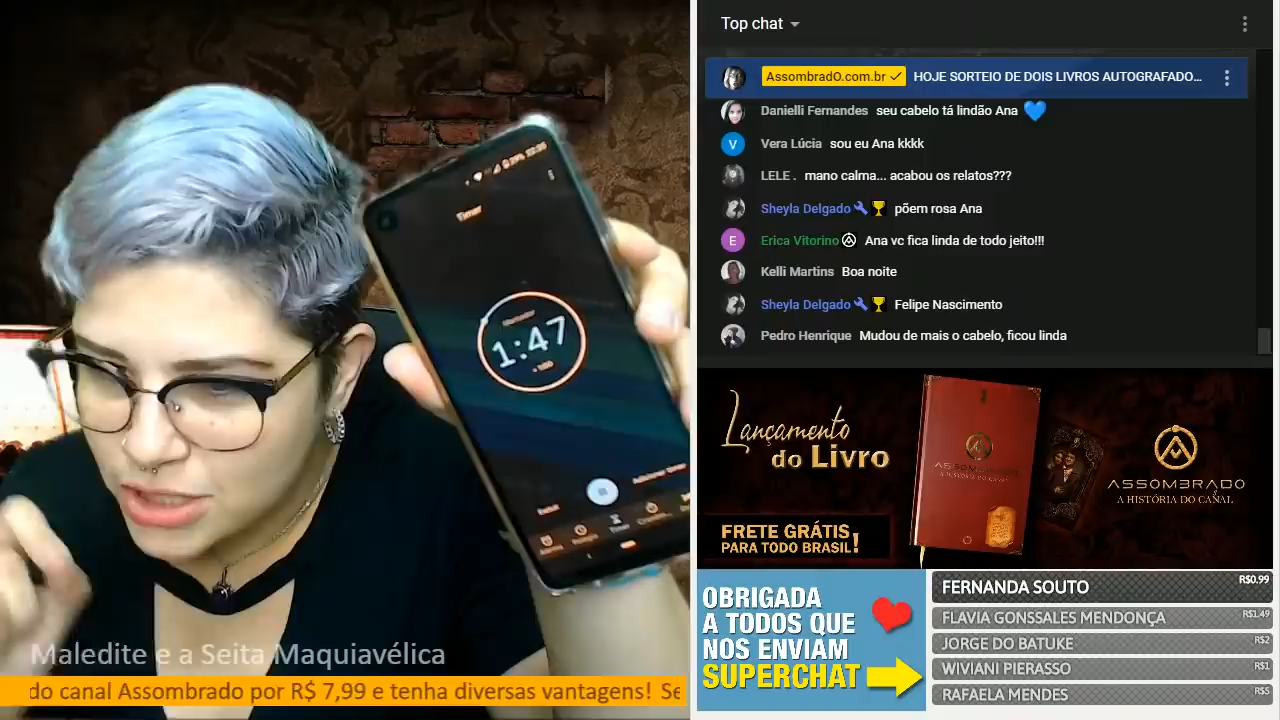 Top chat
AssombradO.com.br HOJE SORTEIO DE DOIS LIVROS AUTOGRAFADO...
Danielli Fernandes seu cabelo tá lindão Ana
V Vera Lúcia sou eu Ana kkkk
LELE . mano calma... acabou os relatos???
Sheyla Delgado põem rosa Ana
E Erica Vitorino Ana vc fica linda de todo jeito!!!
Kelli Martins Boa noite
Sheyla Delgado Felipe Nascimento
Pedro Henrique Mudou de mais o cabelo, ficou linda
Timer
1:47
Lançamento
do Livro
FRETE GRÁTIS
PARA TODO BRASIL!
ASSOMBRADO
A HISTÓRIA DO CANAL
ASSOMBRADO
A HISTÓRIA DO CANAL
OBRIGADA
A TODOS QUE
NOS ENVIAM
SUPERCHAT
FERNANDA SOUTO R$0.99
FLAVIA GONSSALES MENDONÇA R$1.49
JORGE DO BATUKE R$2
WIVIANI PIERASSO R$1
RAFAELA MENDES R$5
Maledite e a Seita Maquiavélica
do canal Assombrado por R$ 7,99 e tenha diversas vantagens! Se